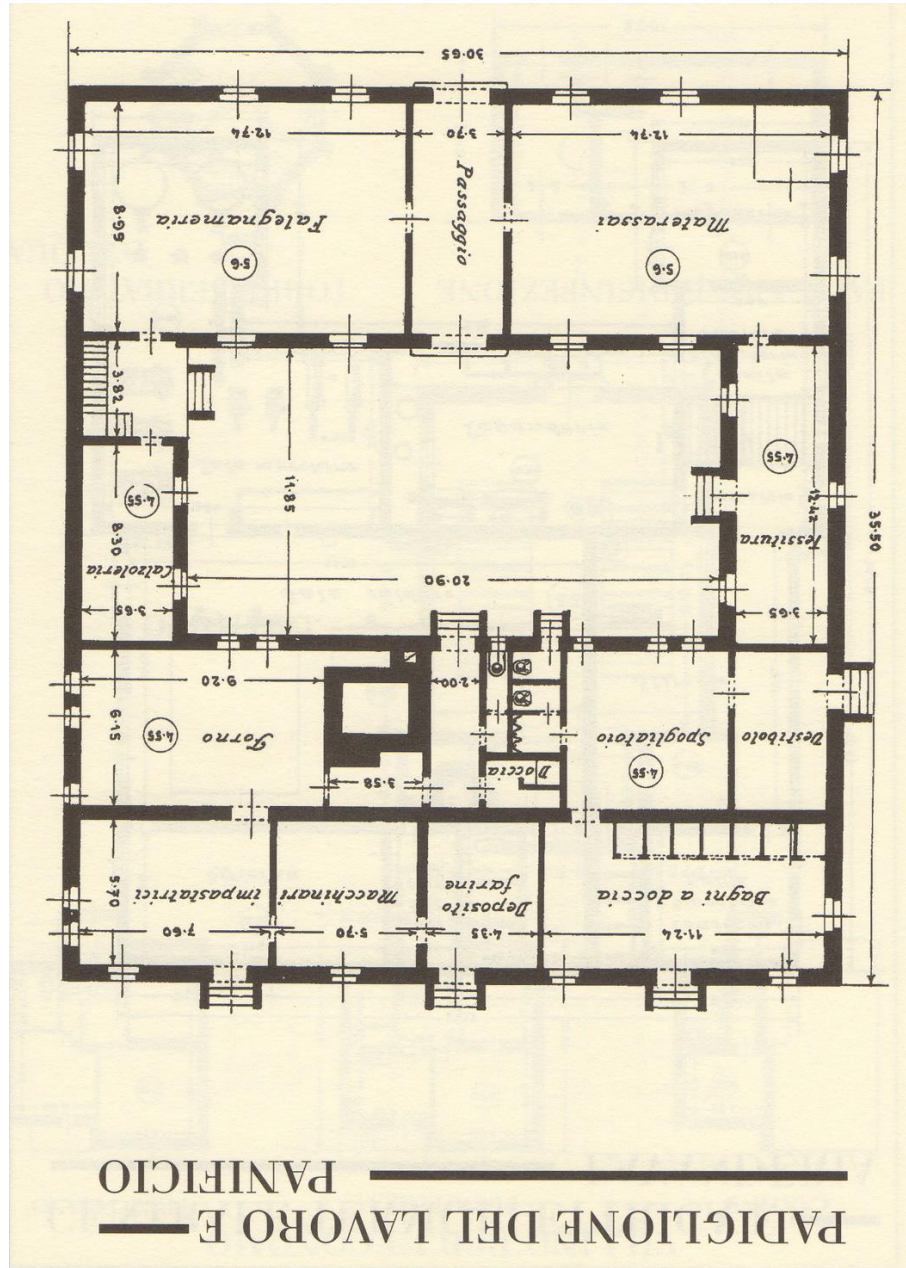 PADIGLIONE DEL LAVORO E
PANIFICIO
11·24
4·35
5·70
7·60
Bagni a doccia
Deposito
farine
Macchinari
impastatrici
5·70
Doccia
3·58
4·55
Vestibolo
Spogliatoio
Forno
4·55
6·15
2·00
9·20
35·50
3·65
20·90
3·65
Tessitura
Calzoleria
8·30
12·42
4·55
11·85
4·55
3·82
5·6
5·6
Materassai
Passaggio
Falegnameria
8·99
12·74
3·70
12·74
30·65